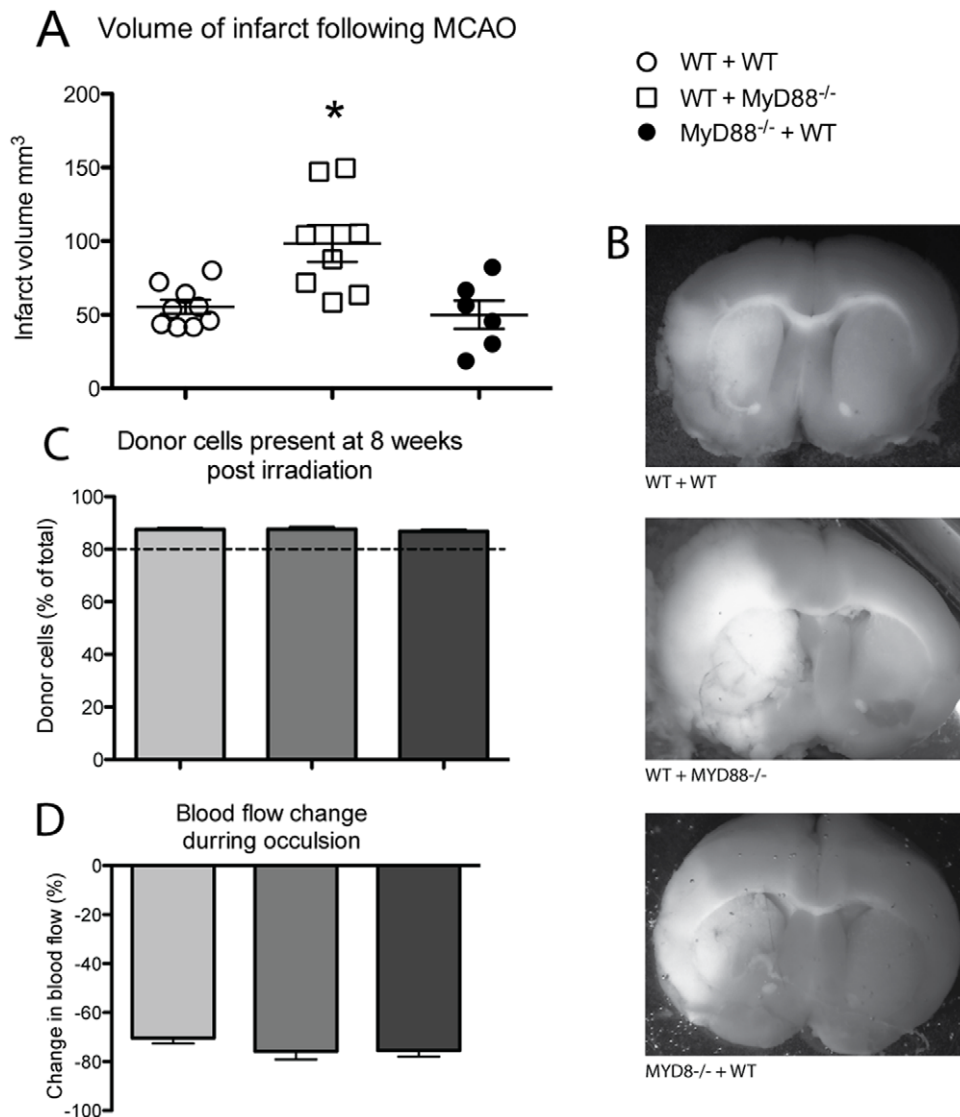 A Volume of infarct following MCAO
WT + WT
WT + MyD88-/-
MyD88-/- + WT
Infarct volume mm3
200
150
100
50
0
*
B
WT + WT
WT + MYD88-/-
MYD8-/- + WT
C Donor cells present at 8 weeks
post irradiation
Donor cells (% of total)
100
80
60
40
20
0
D Blood flow change
durring occulsion
Change in blood flow (%)
0
-20
-40
-60
-80
-100